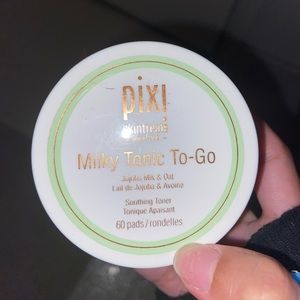 pixi
skintreats
Milky Tonic To-Go
Jojoba Milk & Oat
Lait de Jojoba & Avoine
Soothing Toner
Tonique Apaisant
60 pads/rondelles